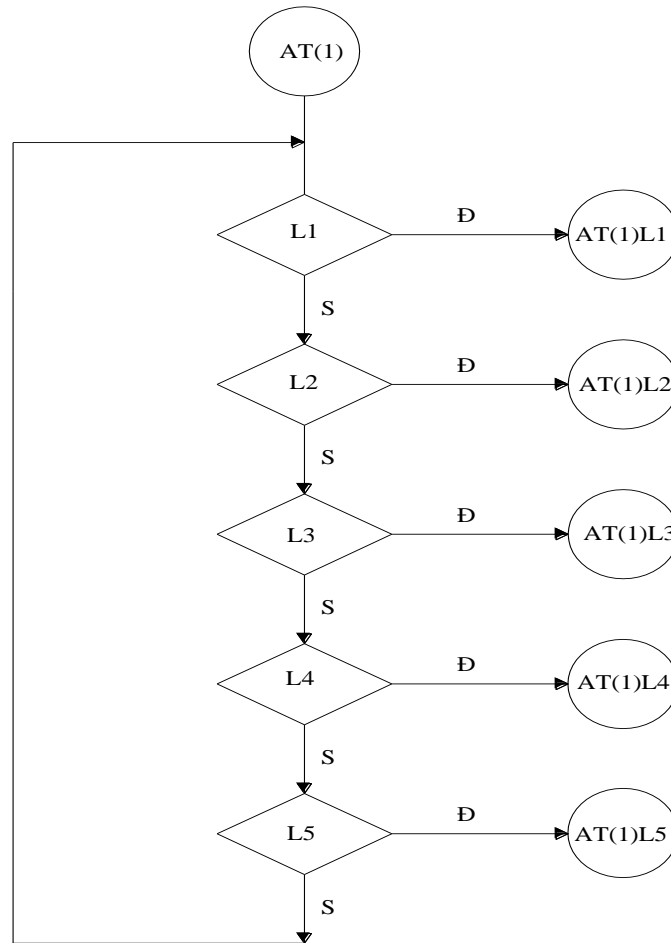 AT(1)
L1
Đ
AT(1)L1
S
L2
Đ
AT(1)L2
S
L3
Đ
AT(1)L3
S
L4
Đ
AT(1)L4
S
L5
Đ
AT(1)L5
S